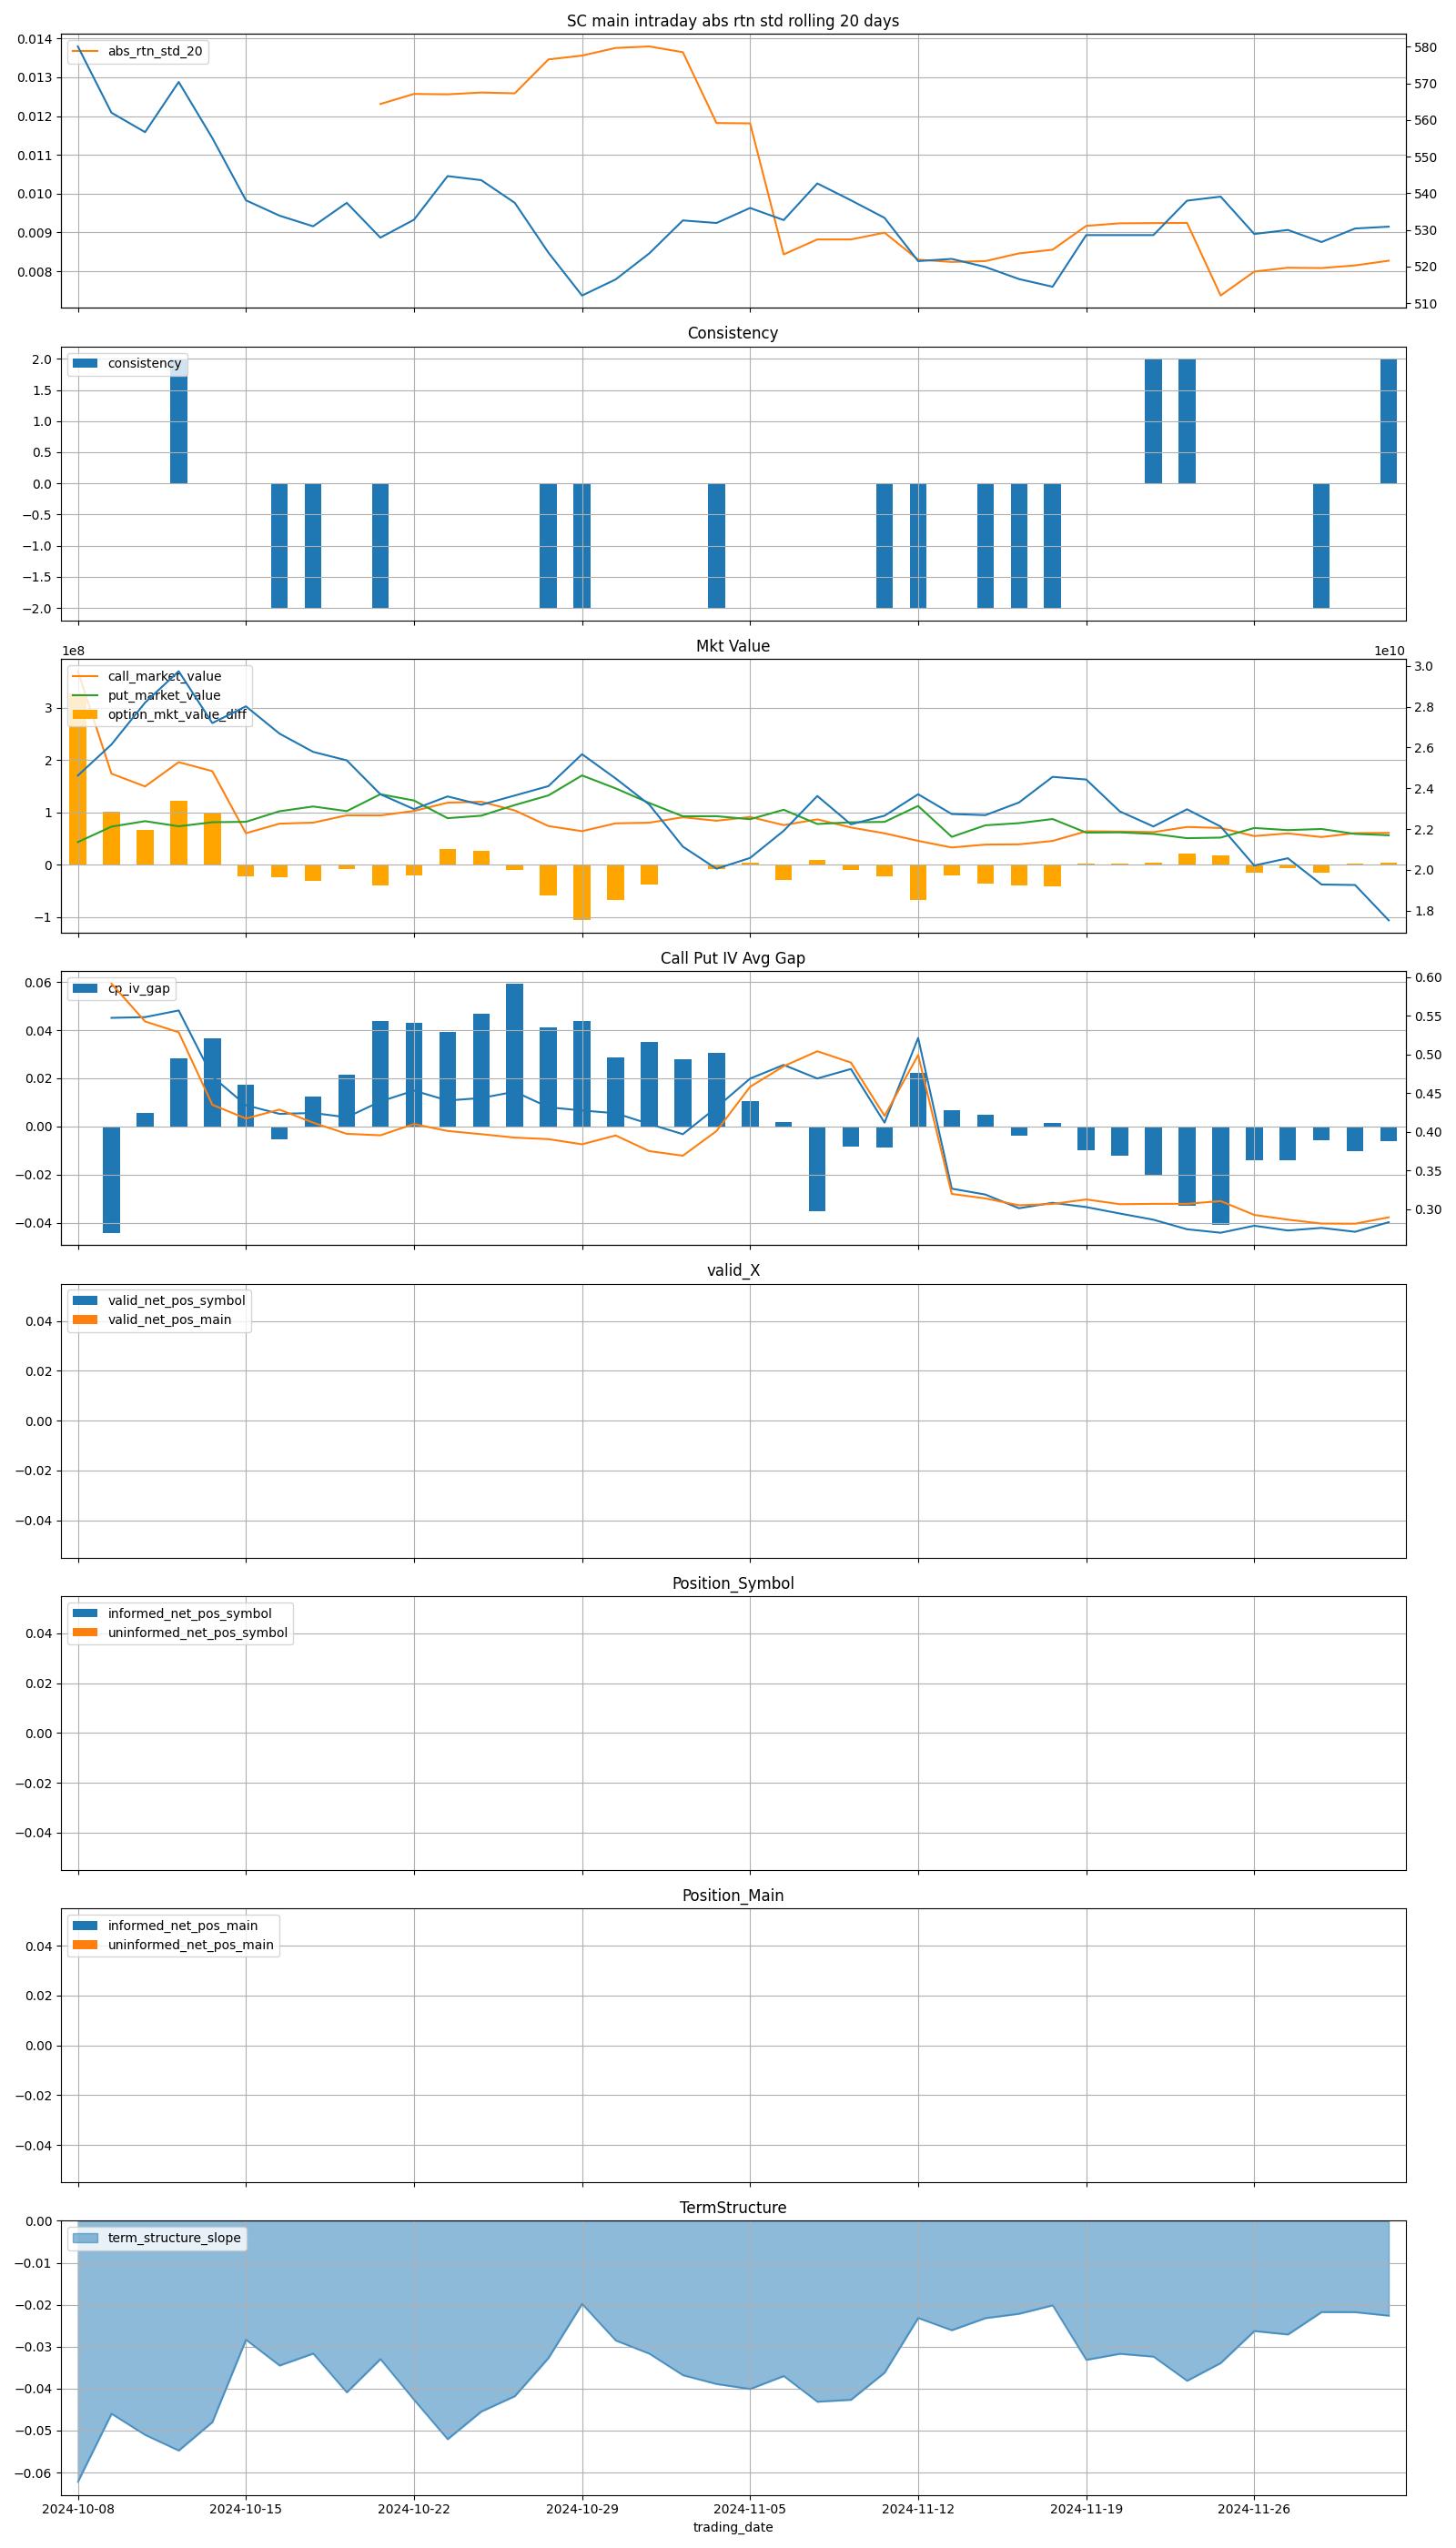 SC main intraday abs rtn std rolling 20 days
abs_rtn_std_20
0.014
0.013
0.012
0.011
0.010
0.009
0.008
580
570
560
550
540
530
520
510
Consistency
consistency
2.0
1.5
1.0
0.5
0.0
−0.5
−1.0
−1.5
−2.0
Mkt Value
1e8
1e10
call_market_value
put_market_value
option_mkt_value_diff
3
2
1
0
−1
3.0
2.8
2.6
2.4
2.2
2.0
1.8
Call Put IV Avg Gap
cp_iv_gap
0.06
0.04
0.02
0.00
−0.02
−0.04
0.60
0.55
0.50
0.45
0.40
0.35
0.30
valid_X
valid_net_pos_symbol
valid_net_pos_main
0.04
0.02
0.00
−0.02
−0.04
Position_Symbol
informed_net_pos_symbol
uninformed_net_pos_symbol
0.04
0.02
0.00
−0.02
−0.04
Position_Main
informed_net_pos_main
uninformed_net_pos_main
0.04
0.02
0.00
−0.02
−0.04
TermStructure
term_structure_slope
0.00
−0.01
−0.02
−0.03
−0.04
−0.05
−0.06
2024-10-08 2024-10-15 2024-10-22 2024-10-29 2024-11-05 2024-11-12 2024-11-19 2024-11-26
trading_date